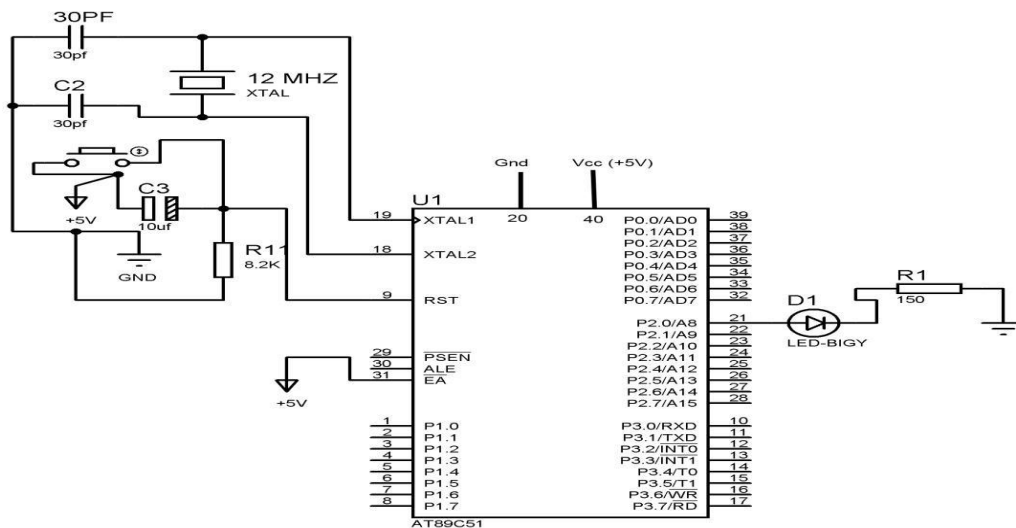 30PF
30pf
12 MHZ
XTAL
C2
30pf
C3
10uf
+5V
GND
R11
8.2K
Gnd
Vcc (+5V)
U1
20
40
19 XTAL1
18 XTAL2
9 RST
29 PSEN
30 ALE
31 EA
+5V
1 P1.0
2 P1.1
3 P1.2
4 P1.3
5 P1.4
6 P1.5
7 P1.6
8 P1.7
P0.0/AD0 39
P0.1/AD1 38
P0.2/AD2 37
P0.3/AD3 36
P0.4/AD4 35
P0.5/AD5 34
P0.6/AD6 33
P0.7/AD7 32
P2.0/A8 21
P2.1/A9 22
P2.2/A10 23
P2.3/A11 24
P2.4/A12 25
P2.5/A13 26
P2.6/A14 27
P2.7/A15 28
P3.0/RXD 10
P3.1/TXD 11
P3.2/INT0 12
P3.3/INT1 13
P3.4/T0 14
P3.5/T1 15
P3.6/WR 16
P3.7/RD 17
AT89C51
D1
LED-BIGY
R1
150